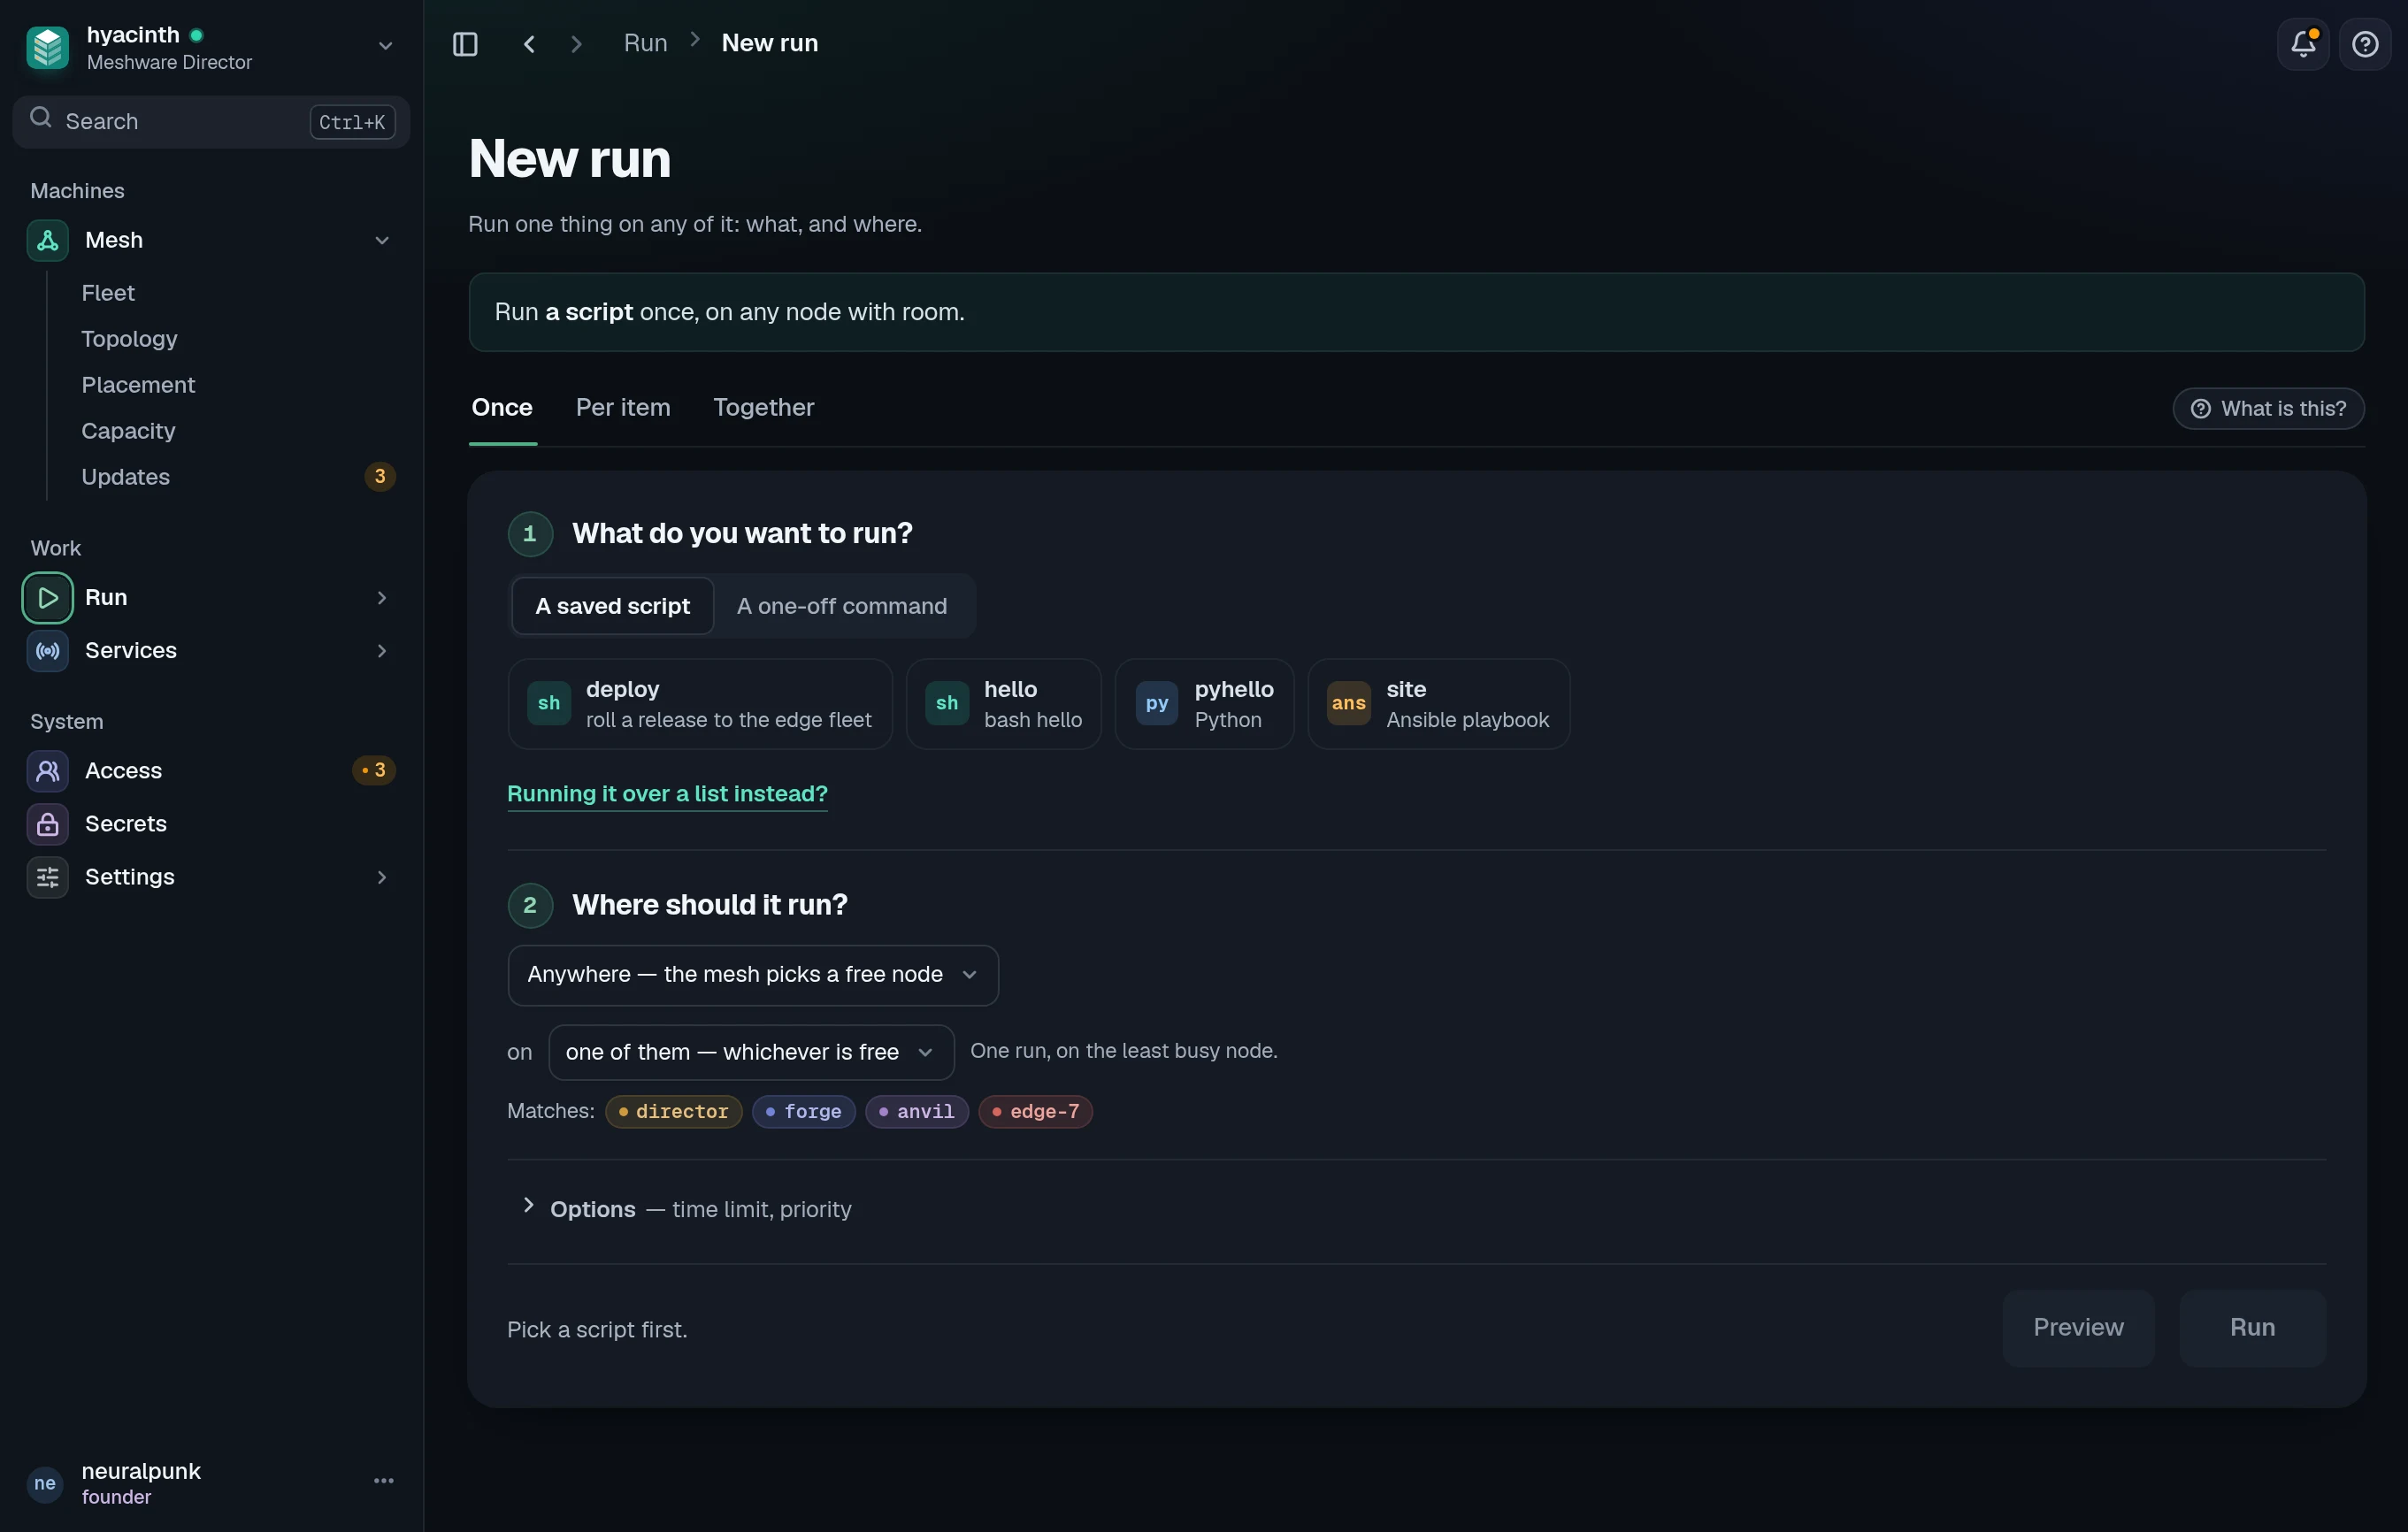 hyacinth
Meshware Director
Search
Ctrl+K
Machines
Mesh
Fleet
Topology
Placement
Capacity
Updates 3
Work
Run
Services
System
Access 3
Secrets
Settings
ne
neuralpunk
founder
Run New run
New run
Run one thing on any of it: what, and where.
Run a script once, on any node with room.
Once Per item Together
What is this?
1 What do you want to run?
A saved script A one-off command
sh deploy
roll a release to the edge fleet
sh hello
bash hello
py pyhello
Python
ans site
Ansible playbook
Running it over a list instead?
2 Where should it run?
Anywhere — the mesh picks a free node
on one of them — whichever is free One run, on the least busy node.
Matches: director forge anvil edge-7
Options — time limit, priority
Pick a script first.
Preview Run